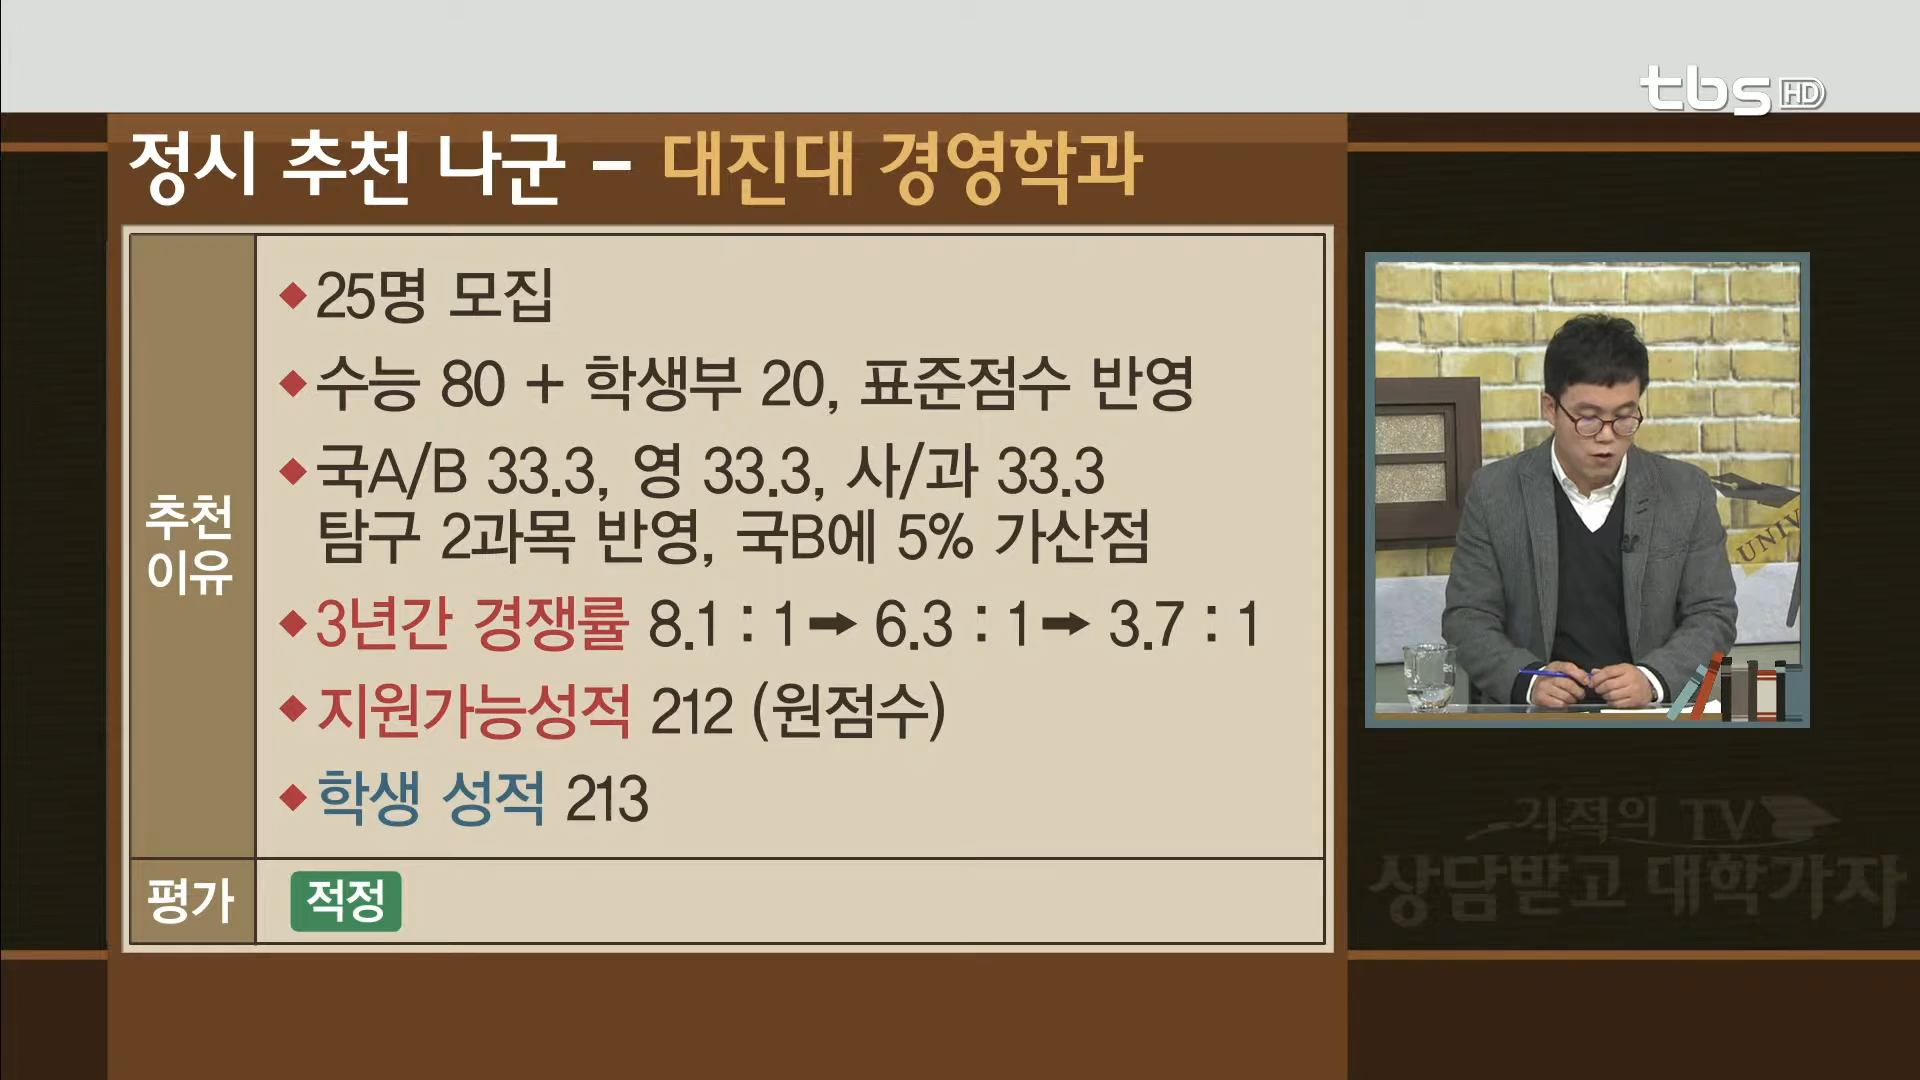 tbs HD
정시 추천 나군 - 대진대 경영학과
추천
이유
◆25명 모집
◆수능 80 + 학생부 20, 표준점수 반영
◆국A/B 33.3, 영 33.3, 사/과 33.3
탐구 2과목 반영, 국B에 5% 가산점
◆3년간 경쟁률 8.1 : 1 ➡ 6.3 : 1 ➡ 3.7 : 1
◆지원가능성적 212 (원점수)
◆학생 성적 213
평가
적정
UNIV
기적의 TV
상담받고 대학가자